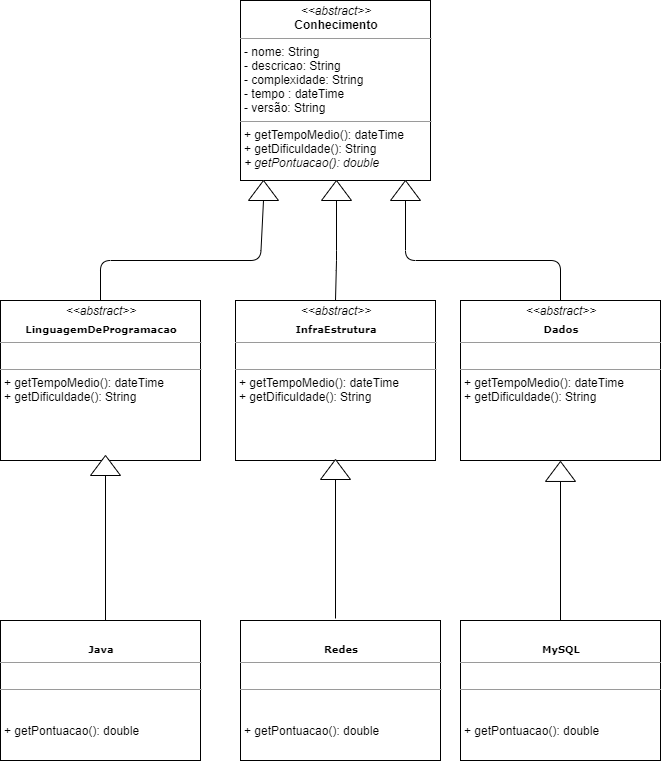 <<abstract>>
Conhecimento
- nome: String
- descricao: String
- complexidade: String
- tempo : dateTime
- versão: String
+ getTempoMedio(): dateTime
+ getDificuldade(): String
+ getPontuacao(): double
<<abstract>>
LinguagemDeProgramacao
+ getTempoMedio(): dateTime
+ getDificuldade(): String
<<abstract>>
InfraEstrutura
+ getTempoMedio(): dateTime
+ getDificuldade(): String
<<abstract>>
Dados
+ getTempoMedio(): dateTime
+ getDificuldade(): String
Java
+ getPontuacao(): double
Redes
+ getPontuacao(): double
MySQL
+ getPontuacao(): double